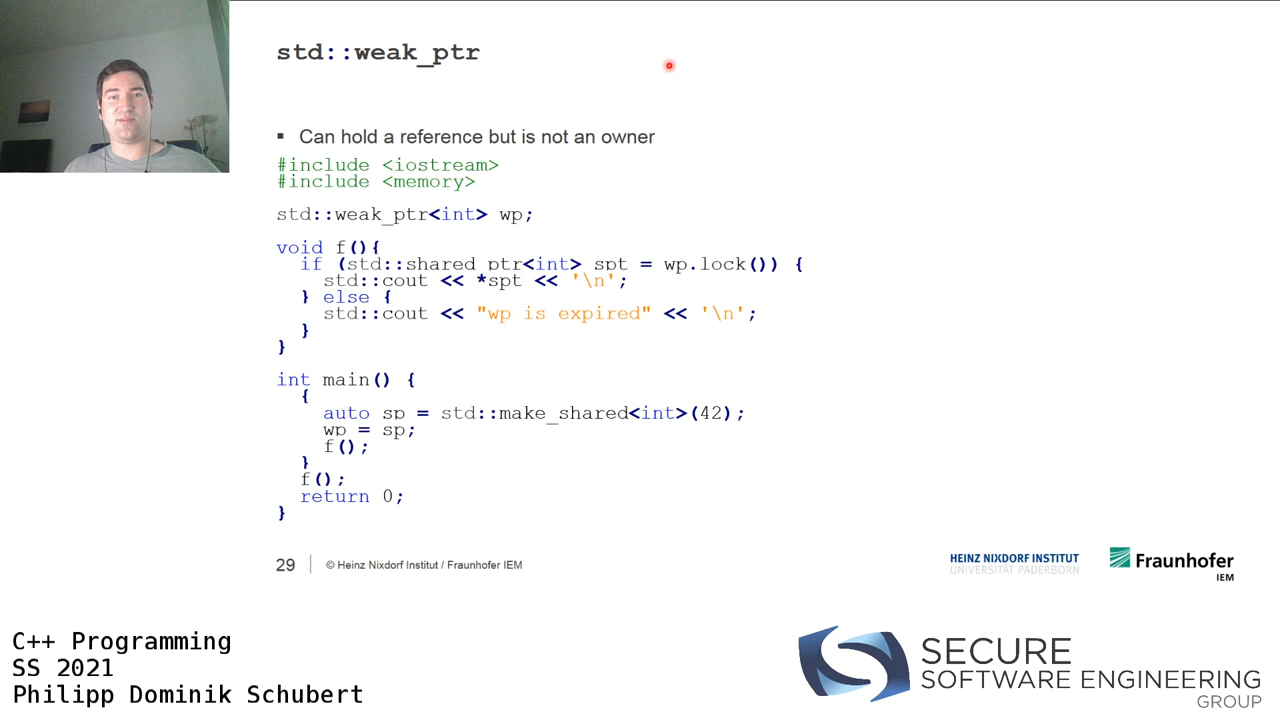 std::weak_ptr
▪ Can hold a reference but is not an owner
#include <iostream>
#include <memory>
std::weak_ptr<int> wp;
void f(){
if (std::shared_ptr<int> spt = wp.lock()) {
std::cout << *spt << '\n';
} else {
std::cout << "wp is expired" << '\n';
}
}
int main() {
{
auto sp = std::make_shared<int>(42);
wp = sp;
f();
}
f();
return 0;
}
29 © Heinz Nixdorf Institut / Fraunhofer IEM
HEINZ NIXDORF INSTITUT
UNIVERSITÄT PADERBORN
Fraunhofer
IEM
C++ Programming
SS 2021
Philipp Dominik Schubert
SECURE
SOFTWARE ENGINEERING
GROUP